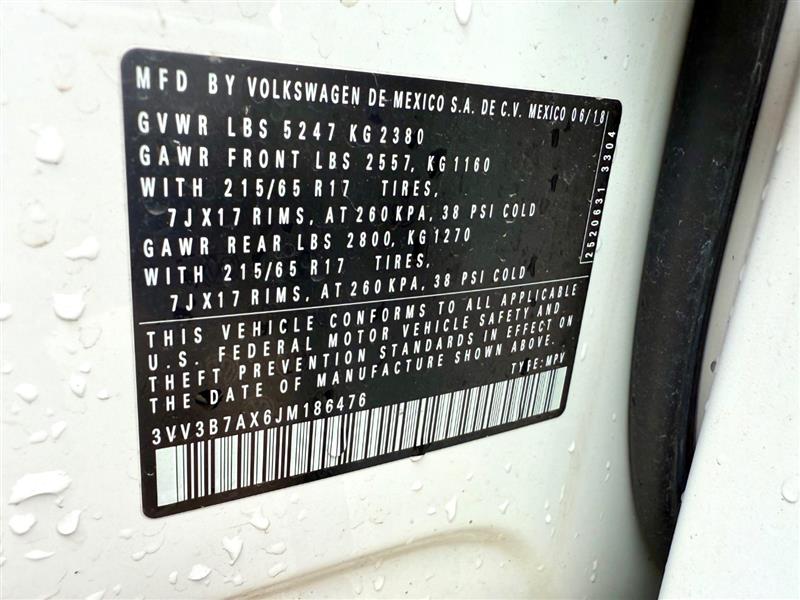 MFD BY VOLKSWAGEN DE MEXICO S.A. DE C.V. MEXICO 06/18
GVWR LBS 5247 KG 2380
GAWR FRONT LBS 2557, KG 1160
WITH 215/65 R17 TIRES,
7JX17 RIMS, AT 260 KPA, 38 PSI COLD
GAWR REAR LBS 2800, KG 1270
WITH 215/65 R17 TIRES,
7JX17 RIMS, AT 260 KPA, 38 PSI COLD
THIS VEHICLE CONFORMS TO ALL APPLICABLE
U.S. FEDERAL MOTOR VEHICLE SAFETY AND
THEFT PREVENTION STANDARDS IN EFFECT ON
THE DATE OF MANUFACTURE SHOWN ABOVE.
TYPE: MPV
3VV3B7AX6JM186476
2520631 3304